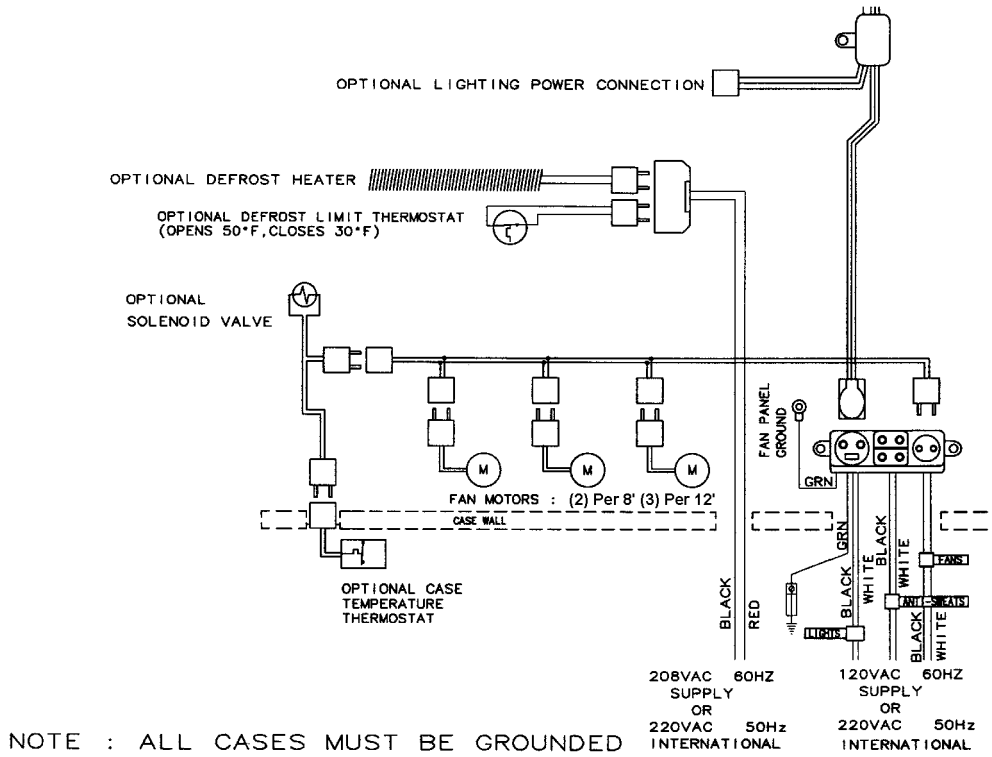 OPTIONAL LIGHTING POWER CONNECTION
OPTIONAL DEFROST HEATER
OPTIONAL DEFROST LIMIT THERMOSTAT
(OPENS 50°F,CLOSES 30°F)
OPTIONAL
SOLENOID VALVE
FAN PANEL
GROUND
M
M
M
GRN
FAN MOTORS : (2) Per 8' (3) Per 12'
CASE WALL
GRN
BLACK
WHITE
BLACK
WHITE
FANS
OPTIONAL CASE
TEMPERATURE
THERMOSTAT
BLACK
RED
BLACK
WHITE
ANTI-SWEATS
LIGHTS
208VAC 60HZ
SUPPLY
OR
220VAC 50Hz
INTERNATIONAL
120VAC 60HZ
SUPPLY
OR
220VAC 50Hz
INTERNATIONAL
NOTE : ALL CASES MUST BE GROUNDED